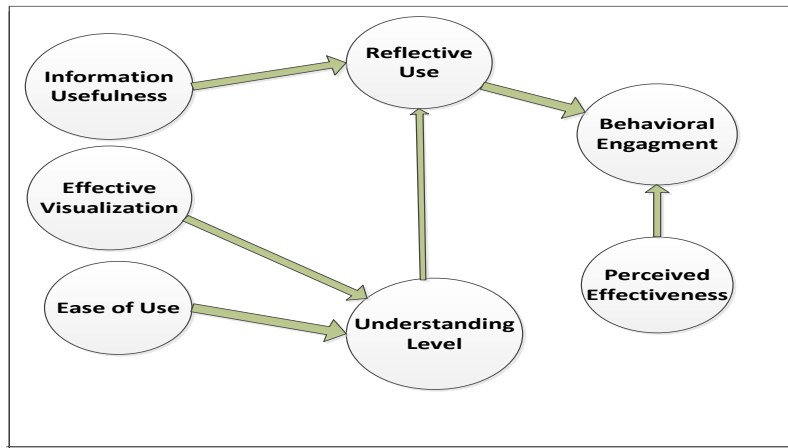 Information
Usefulness
Reflective
Use
Behavioral
Engagment
Effective
Visualization
Ease of Use
Understanding
Level
Perceived
Effectiveness